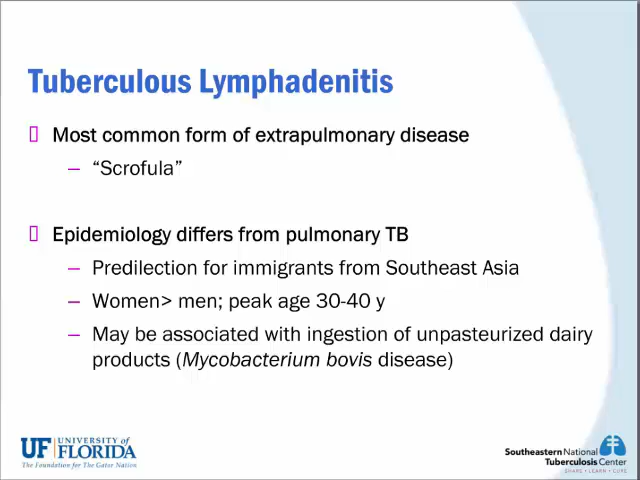 Tuberculous Lymphadenitis
Most common form of extrapulmonary disease
– “Scrofula”
Epidemiology differs from pulmonary TB
– Predilection for immigrants from Southeast Asia
– Women> men; peak age 30-40 y
– May be associated with ingestion of unpasteurized dairy
products (Mycobacterium bovis disease)
UF UNIVERSITY of
FLORIDA
The Foundation for The Gator Nation
Southeastern National
Tuberculosis Center
SHARE • LEARN • CURE